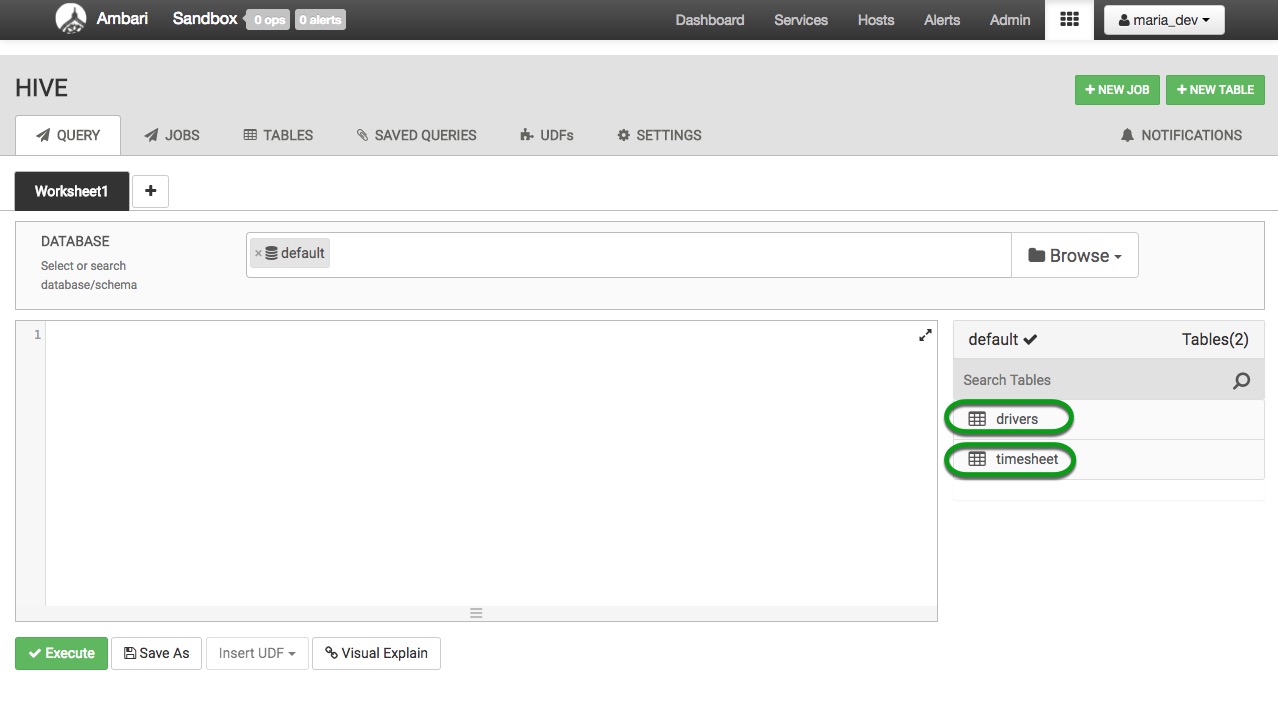 Ambari Sandbox 0 ops 0 alerts Dashboard Services Hosts Alerts Admin maria_dev
HIVE
NEW JOB NEW TABLE
QUERY JOBS TABLES SAVED QUERIES UDFs SETTINGS NOTIFICATIONS
Worksheet1 +
DATABASE
Select or search
database/schema
× default
Browse
1
default Tables(2)
Search Tables
drivers
timesheet
Execute Save As Insert UDF Visual Explain